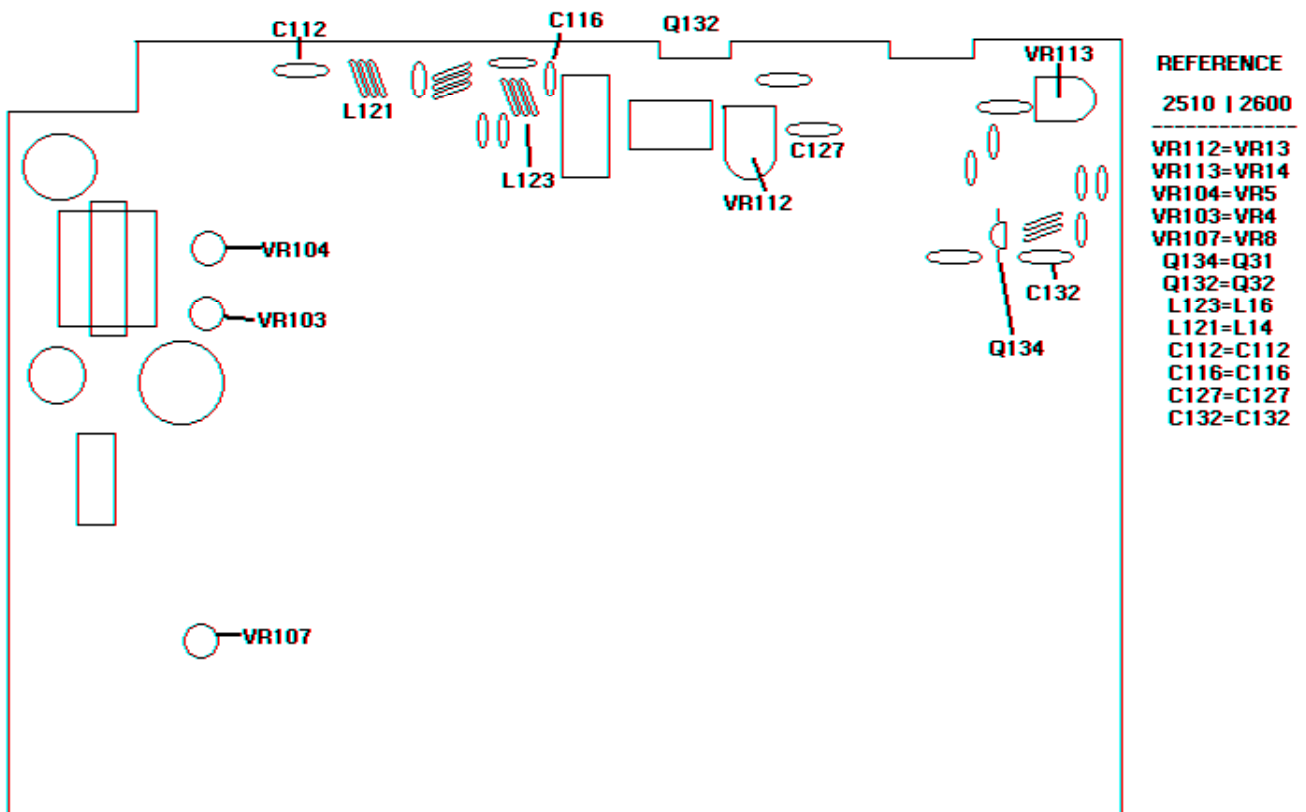 C112
C116
Q132
VR113
L121
L123
C127
VR112
VR104
VR103
C132
Q134
VR107
REFERENCE
2510 | 2600
-------------
VR112=VR13
VR113=VR14
VR104=VR5
VR103=VR4
VR107=VR8
Q134=Q31
Q132=Q32
L123=L16
L121=L14
C112=C112
C116=C116
C127=C127
C132=C132